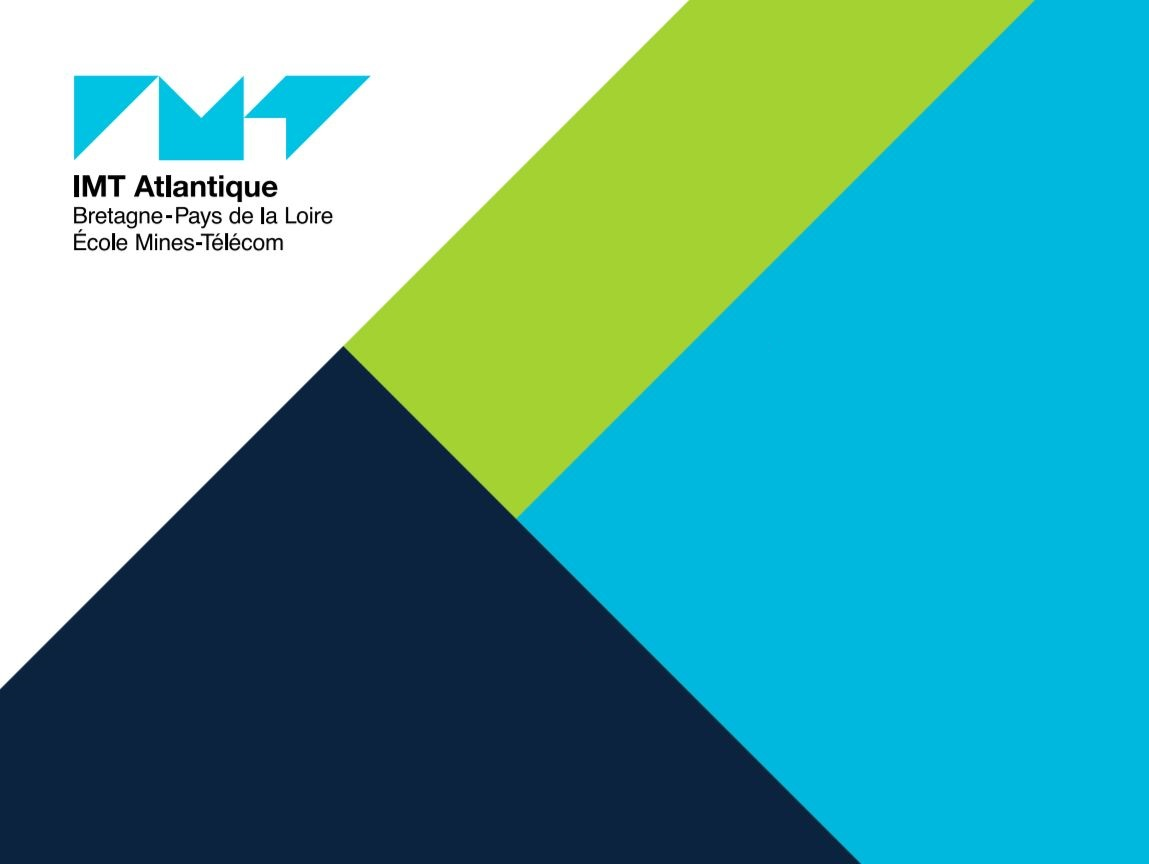 IMT Atlantique
Bretagne-Pays de la Loire
École Mines-Télécom